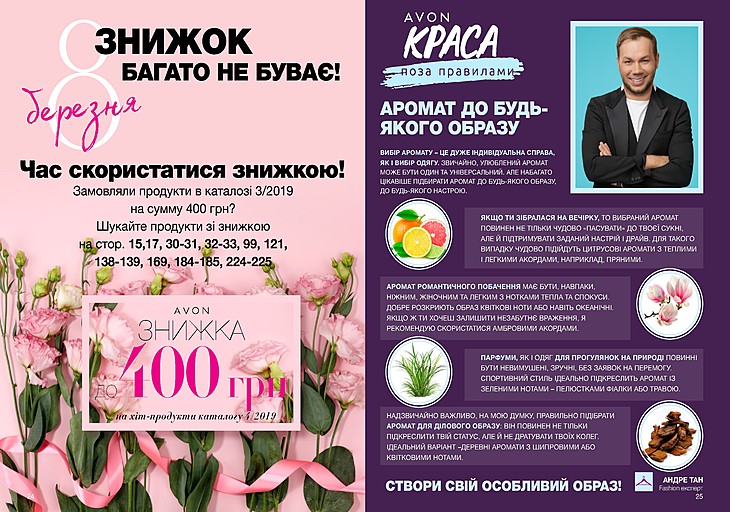 8
ЗНИЖОК
БАГАТО НЕ БУВАЄ!
березня
Час скористатися знижкою!
Замовляли продукти в каталозі 3/2019
на сумму 400 грн?
Шукайте продукти зі знижкою
на стор. 15,17, 30-31, 32-33, 99, 121,
138-139, 169, 184-185, 224-225
AVON
ЗНИЖКА
ДО 400 грн
на хіт-продукти каталогу 4/2019
AVON
КРАСА
поза правилами
АРОМАТ ДО БУДЬ-
ЯКОГО ОБРАЗУ
ВИБІР АРОМАТУ – ЦЕ ДУЖЕ ІНДИВІДУАЛЬНА СПРАВА,
ЯК І ВИБІР ОДЯГУ. ЗВИЧАЙНО, УЛЮБЛЕНИЙ АРОМАТ
МОЖЕ БУТИ ОДИН ТА УНІВЕРСАЛЬНИЙ. АЛЕ НАБАГАТО
ЦІКАВІШЕ ПІДБИРАТИ АРОМАТ ДО БУДЬ-ЯКОГО ОБРАЗУ,
ДО БУДЬ-ЯКОГО НАСТРОЮ.
ЯКЩО ТИ ЗІБРАЛАСЯ НА ВЕЧІРКУ, ТО ВИБРАНИЙ АРОМАТ
ПОВИНЕН НЕ ТІЛЬКИ ЧУДОВО «ПАСУВАТИ» ДО ТВОЄЇ СУКНІ,
АЛЕ Й ПІДТРИМУВАТИ ЗАДАНИЙ НАСТРІЙ І ДРАЙВ. ДЛЯ ТАКОГО
ВИПАДКУ ЧУДОВО ПІДІЙДУТЬ ЦИТРУСОВІ АРОМАТИ З ТЕПЛИМИ
І ЛЕГКИМИ АКОРДАМИ, НАПРИКЛАД, ПРЯНИМИ.
АРОМАТ РОМАНТИЧНОГО ПОБАЧЕННЯ МАЄ БУТИ, НАВПАКИ,
НІЖНИМ, ЖІНОЧНИМ ТА ЛЕГКИМ З НОТКАМИ ТЕПЛА ТА СПОКУСИ.
ДОБРЕ РОЗКРИЮТЬ ОБРАЗ КВІТКОВІ НОТИ АБО НАВІТЬ ОКЕАНІЧНІ.
ЯКЩО Ж ТИ ХОЧЕШ ЗАЛИШИТИ НЕЗАБУТНЄ ВРАЖЕННЯ, Я
РЕКОМЕНДУЮ СКОРИСТАТИСЯ АМБРОВИМИ АКОРДАМИ.
ПАРФУМИ, ЯК І ОДЯГ ДЛЯ ПРОГУЛЯНОК НА ПРИРОДІ ПОВИННІ
БУТИ НЕВИМУШЕНІ, ЗРУЧНІ, БЕЗ ЗАЯВОК НА ПЕРЕМОГУ.
СПОРТИВНИЙ СТИЛЬ ІДЕАЛЬНО ПІДКРЕСЛИТЬ АРОМАТ ІЗ
ЗЕЛЕНИМИ НОТАМИ – ПЕЛЮСТКАМИ ФІАЛКИ АБО ТРАВОЮ.
НАДЗВИЧАЙНО ВАЖЛИВО, НА МОЮ ДУМКУ, ПРАВИЛЬНО ПІДІБРАТИ
АРОМАТ ДЛЯ ДІЛОВОГО ОБРАЗУ: ВІН ПОВИНЕН НЕ ТІЛЬКИ
ПІДКРЕСЛИТИ ТВІЙ СТАТУС, АЛЕ Й НЕ ДРАТУВАТИ ТВОЇХ КОЛЕГ.
ІДЕАЛЬНИЙ ВАРІАНТ –ДЕРЕВНІ АРОМАТИ З ШИПРОВИМИ АБО
КВІТКОВИМИ НОТАМИ.
СТВОРИ СВІЙ ОСОБЛИВИЙ ОБРАЗ!
АНДРЕ ТАН
Fashion експерт
25